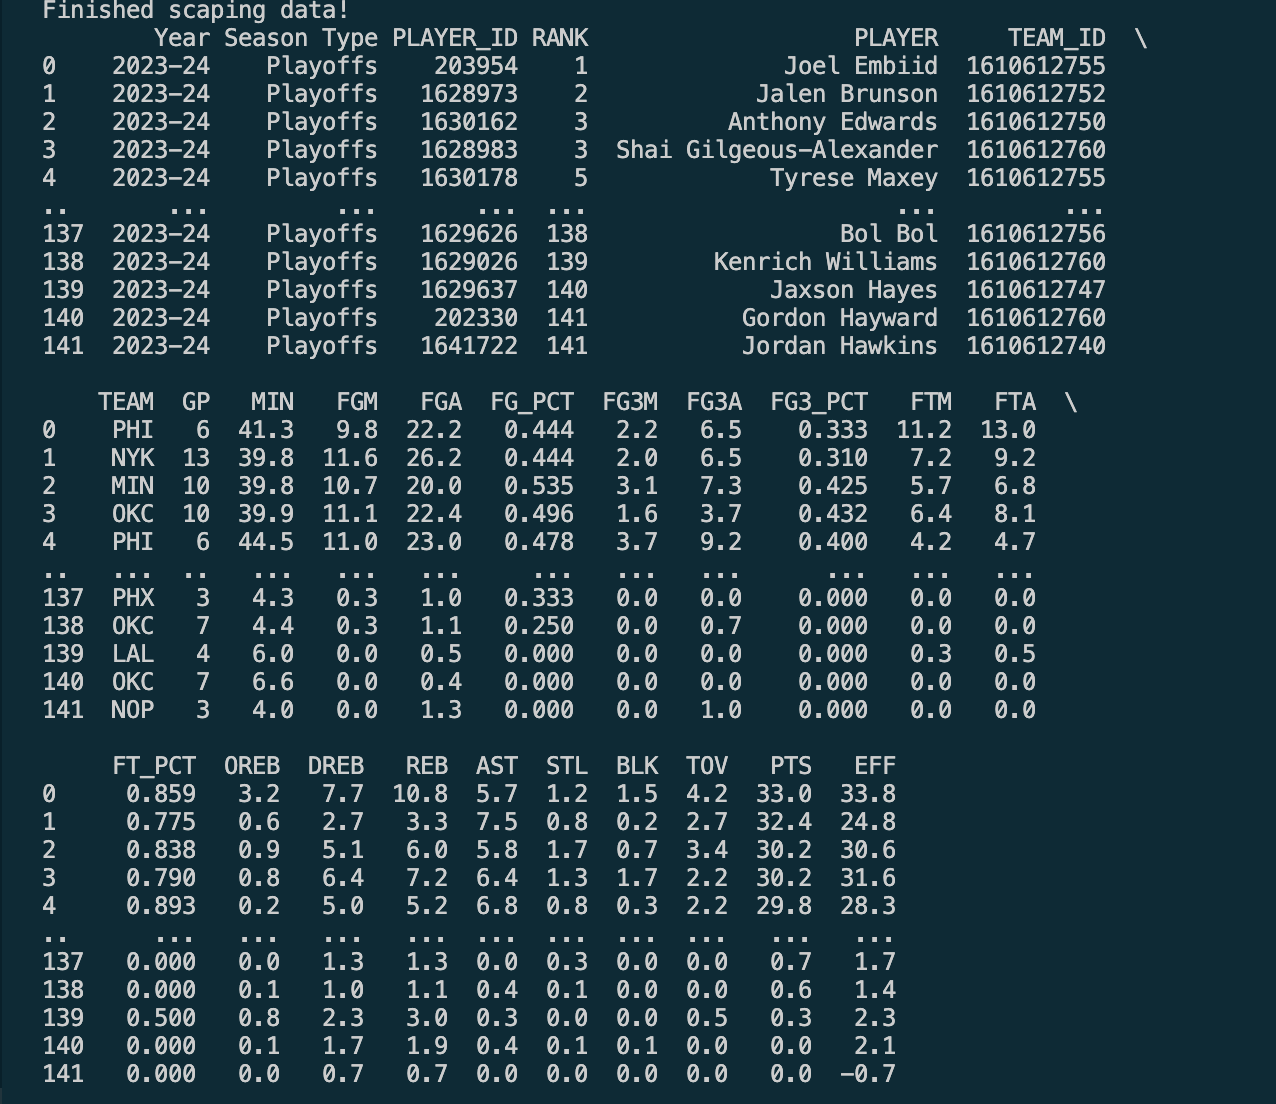 Finished scaping data!
Year Season Type PLAYER_ID RANK PLAYER TEAM_ID \
0 2023-24 Playoffs 203954 1 Joel Embiid 1610612755
1 2023-24 Playoffs 1628973 2 Jalen Brunson 1610612752
2 2023-24 Playoffs 1630162 3 Anthony Edwards 1610612750
3 2023-24 Playoffs 1628983 3 Shai Gilgeous-Alexander 1610612760
4 2023-24 Playoffs 1630178 5 Tyrese Maxey 1610612755
.. ... ... ... ... ... ...
137 2023-24 Playoffs 1629626 138 Bol Bol 1610612756
138 2023-24 Playoffs 1629026 139 Kenrich Williams 1610612760
139 2023-24 Playoffs 1629637 140 Jaxson Hayes 1610612747
140 2023-24 Playoffs 202330 141 Gordon Hayward 1610612760
141 2023-24 Playoffs 1641722 141 Jordan Hawkins 1610612740
TEAM GP MIN FGM FGA FG_PCT FG3M FG3A FG3_PCT FTM FTA \
0 PHI 6 41.3 9.8 22.2 0.444 2.2 6.5 0.333 11.2 13.0
1 NYK 13 39.8 11.6 26.2 0.444 2.0 6.5 0.310 7.2 9.2
2 MIN 10 39.8 10.7 20.0 0.535 3.1 7.3 0.425 5.7 6.8
3 OKC 10 39.9 11.1 22.4 0.496 1.6 3.7 0.432 6.4 8.1
4 PHI 6 44.5 11.0 23.0 0.478 3.7 9.2 0.400 4.2 4.7
.. ... .. ... ... ... ... ... ... ... ... ...
137 PHX 3 4.3 0.3 1.0 0.333 0.0 0.0 0.000 0.0 0.0
138 OKC 7 4.4 0.3 1.1 0.250 0.0 0.7 0.000 0.0 0.0
139 LAL 4 6.0 0.0 0.5 0.000 0.0 0.0 0.000 0.3 0.5
140 OKC 7 6.6 0.0 0.4 0.000 0.0 0.0 0.000 0.0 0.0
141 NOP 3 4.0 0.0 1.3 0.000 0.0 1.0 0.000 0.0 0.0
FT_PCT OREB DREB REB AST STL BLK TOV PTS EFF
0 0.859 3.2 7.7 10.8 5.7 1.2 1.5 4.2 33.0 33.8
1 0.775 0.6 2.7 3.3 7.5 0.8 0.2 2.7 32.4 24.8
2 0.838 0.9 5.1 6.0 5.8 1.7 0.7 3.4 30.2 30.6
3 0.790 0.8 6.4 7.2 6.4 1.3 1.7 2.2 30.2 31.6
4 0.893 0.2 5.0 5.2 6.8 0.8 0.3 2.2 29.8 28.3
.. ... ... ... ... ... ... ... ... ... ...
137 0.000 0.0 1.3 1.3 0.0 0.3 0.0 0.0 0.7 1.7
138 0.000 0.1 1.0 1.1 0.4 0.1 0.0 0.0 0.6 1.4
139 0.500 0.8 2.3 3.0 0.3 0.0 0.0 0.5 0.3 2.3
140 0.000 0.1 1.7 1.9 0.4 0.1 0.1 0.0 0.0 2.1
141 0.000 0.0 0.7 0.7 0.0 0.0 0.0 0.0 0.0 -0.7